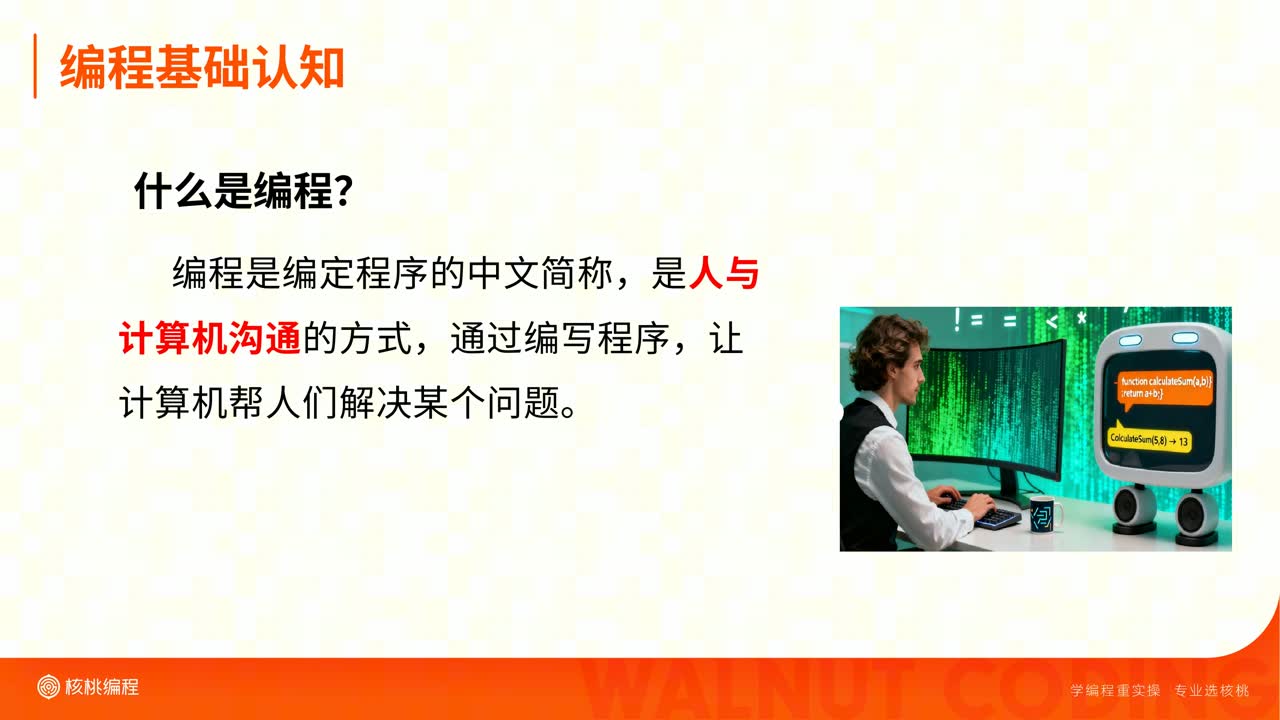 编程基础认知
什么是编程？
编程是编定程序的中文简称，是人与
计算机沟通的方式，通过编写程序，让
计算机帮人们解决某个问题。
! = = < *
function calculateSum(a,b)}
;return a+b;}
ColculateSum(5,8) → 13
核桃编程
WALNUT CODING
学编程重实操 专业选核桃